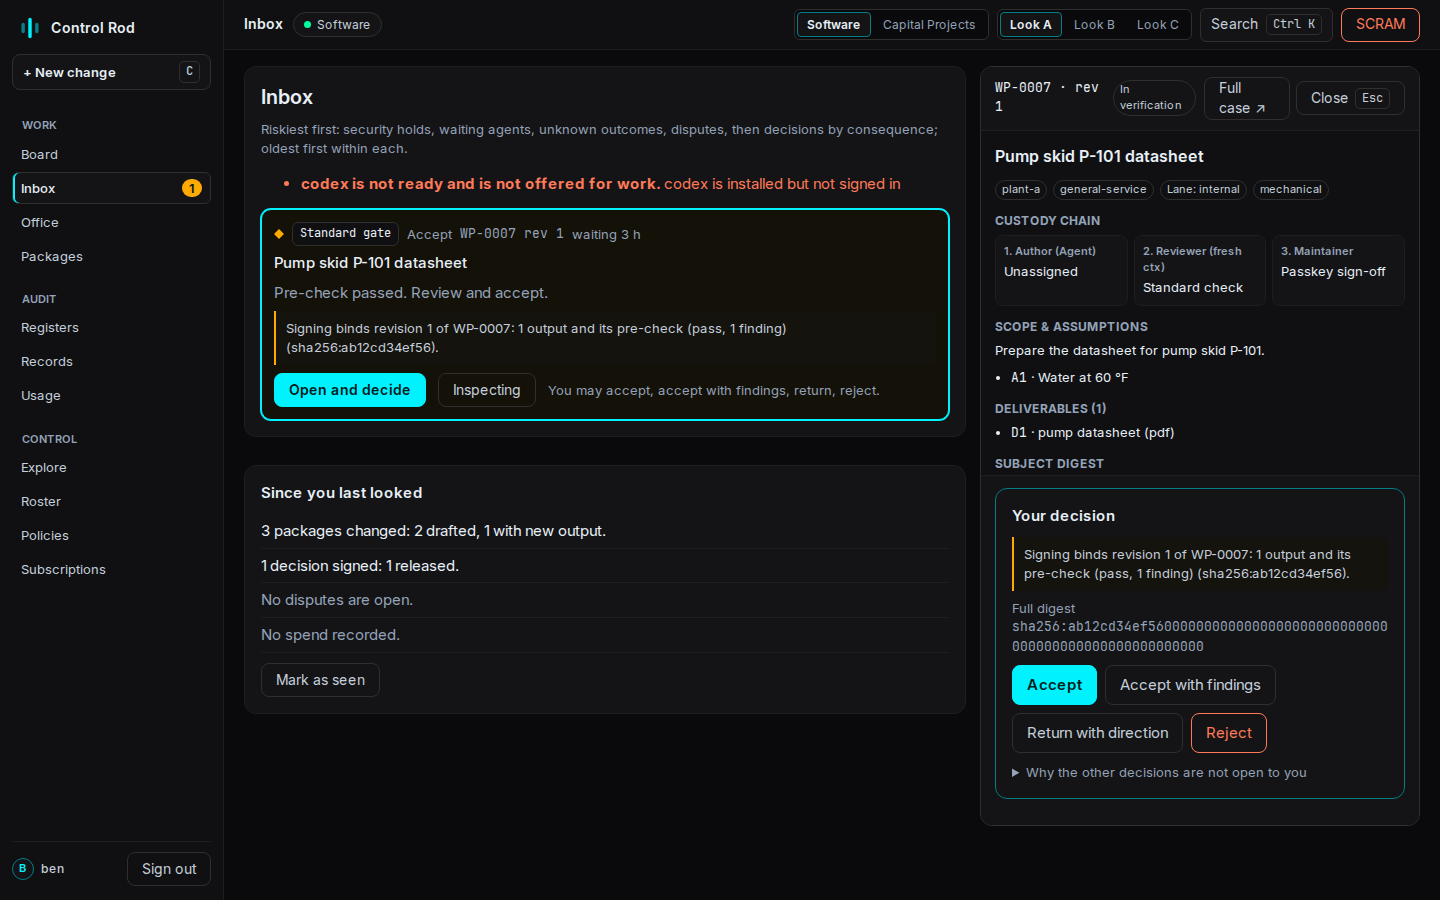 Control Rod
+ New change
C
WORK
Board
Inbox
1
Office
Packages
AUDIT
Registers
Records
Usage
CONTROL
Explore
Roster
Policies
Subscriptions
B
ben
Sign out
Inbox
Software
Software
Capital Projects
Look A
Look B
Look C
Search
Ctrl K
SCRAM
Inbox
Riskiest first: security holds, waiting agents, unknown outcomes, disputes, then decisions by consequence;
oldest first within each.
codex is not ready and is not offered for work. codex is installed but not signed in
Standard gate
Accept
WP-0007 rev 1
waiting 3 h
Pump skid P-101 datasheet
Pre-check passed. Review and accept.
Signing binds revision 1 of WP-0007: 1 output and its pre-check (pass, 1 finding)
(sha256:ab12cd34ef56).
Open and decide
Inspecting
You may accept, accept with findings, return, reject.
Since you last looked
3 packages changed: 2 drafted, 1 with new output.
1 decision signed: 1 released.
No disputes are open.
No spend recorded.
Mark as seen
WP-0007 · rev
1
In
verification
Full
case ↗
Close
Esc
Pump skid P-101 datasheet
plant-a
general-service
Lane: internal
mechanical
CUSTODY CHAIN
1. Author (Agent)
Unassigned
2. Reviewer (fresh
ctx)
Standard check
3. Maintainer
Passkey sign-off
SCOPE & ASSUMPTIONS
Prepare the datasheet for pump skid P-101.
• A1 · Water at 60 °F
DELIVERABLES (1)
• D1 · pump datasheet (pdf)
SUBJECT DIGEST
Your decision
Signing binds revision 1 of WP-0007: 1 output and its
pre-check (pass, 1 finding) (sha256:ab12cd34ef56).
Full digest
sha256:ab12cd34ef560000000000000000000000000000
000000000000000000000000
Accept
Accept with findings
Return with direction
Reject
Why the other decisions are not open to you